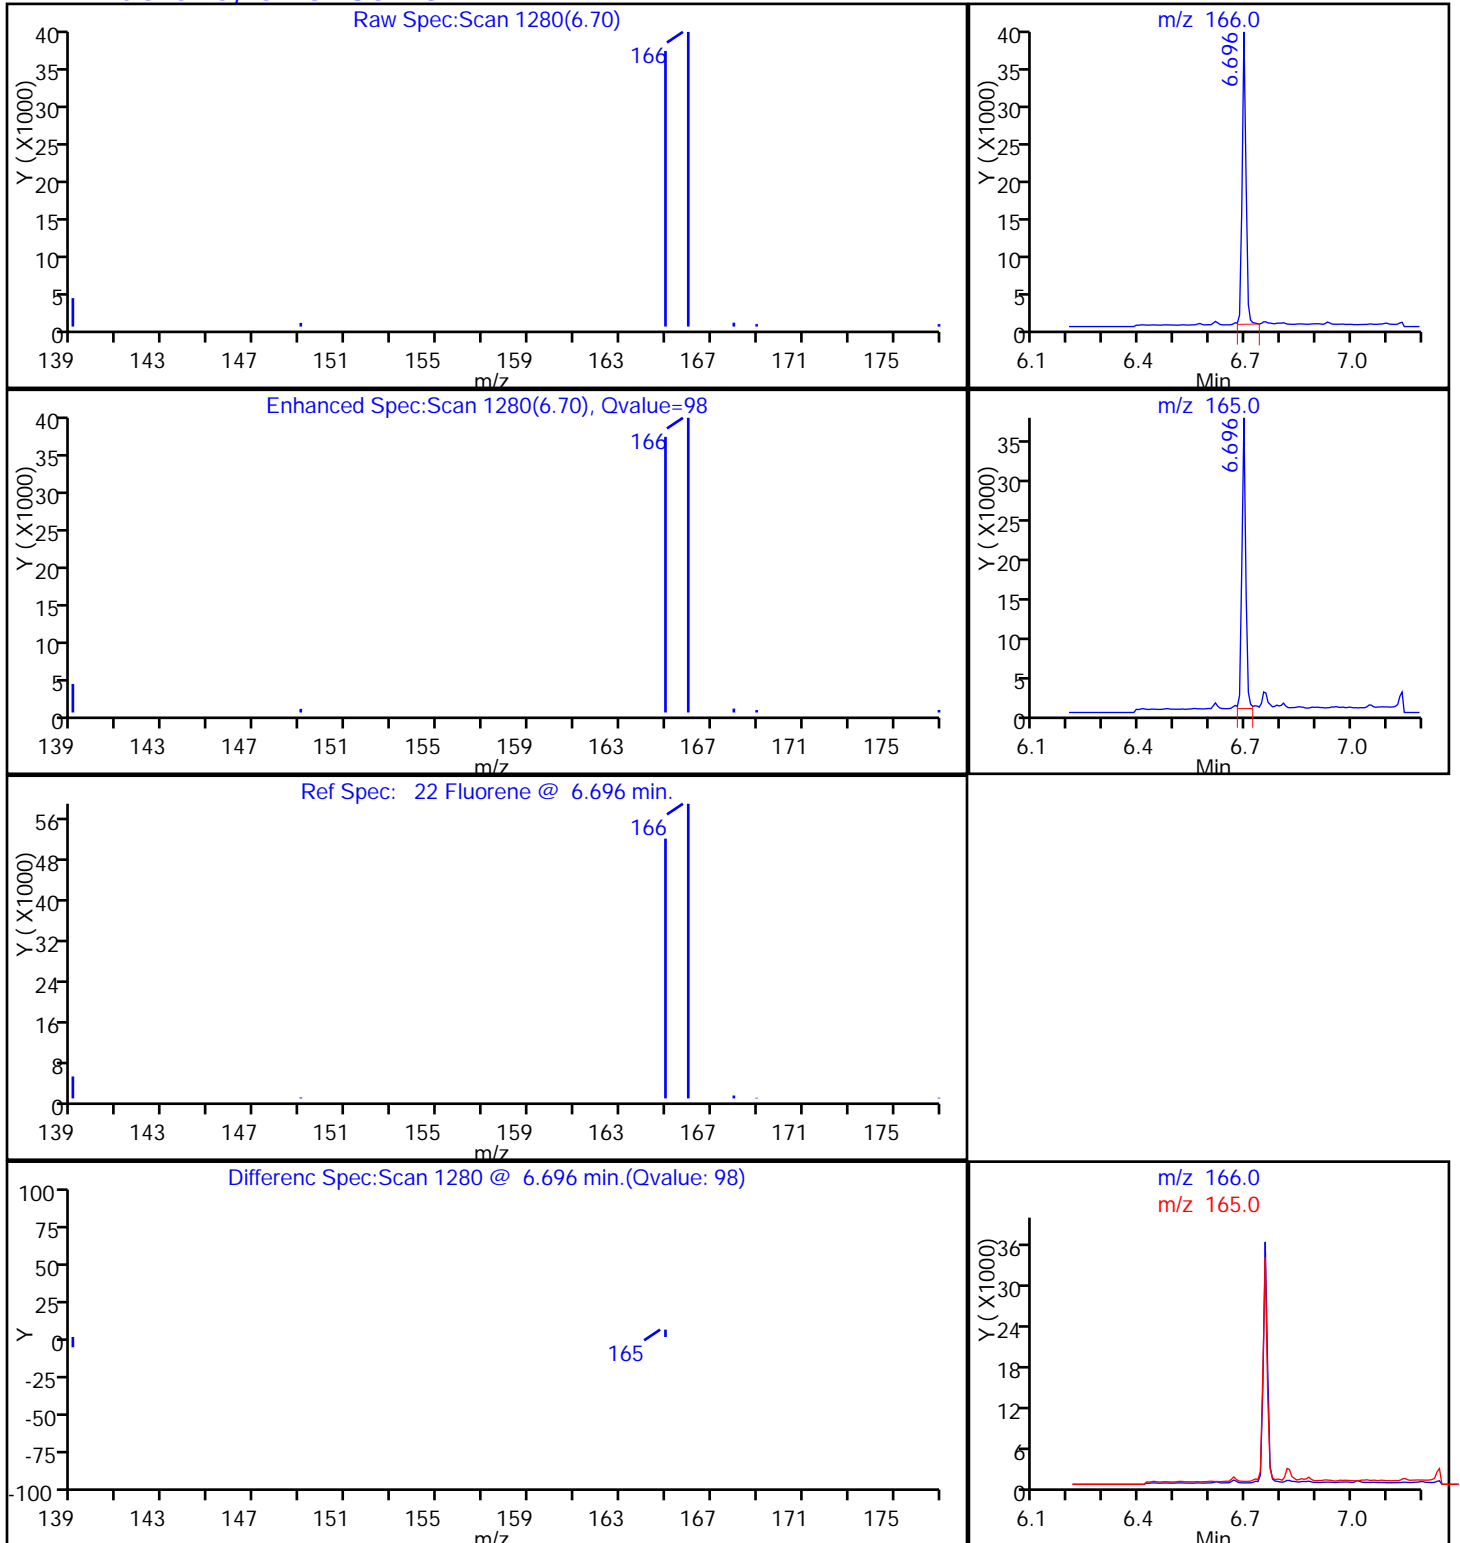 Raw Spec:Scan 1280(6.70)
40
35
30
25
20
15
10
5
0
Y ( X1000)
166
139 143 147 151 155 159 163 167 171 175
m/z
m/z 166.0
40
35
30
25
20
15
10
5
0
Y ( X1000)
6.696
6.1 6.4 6.7 7.0
Min
Enhanced Spec:Scan 1280(6.70), Qvalue=98
40
35
30
25
20
15
10
5
0
Y ( X1000)
166
139 143 147 151 155 159 163 167 171 175
m/z
m/z 165.0
35
30
25
20
15
10
5
0
Y ( X1000)
6.696
6.1 6.4 6.7 7.0
Min
Ref Spec: 22 Fluorene @ 6.696 min.
56
48
40
32
24
16
8
0
Y ( X1000)
166
139 143 147 151 155 159 163 167 171 175
m/z
Differenc Spec:Scan 1280 @ 6.696 min.(Qvalue: 98)
100
75
50
25
0
-25
-50
-75
-100
Y
165
139 143 147 151 155 159 163 167 171 175
m/z
m/z 166.0
m/z 165.0
36
30
24
18
12
6
0
Y ( X1000)
6.1 6.4 6.7 7.0
Min